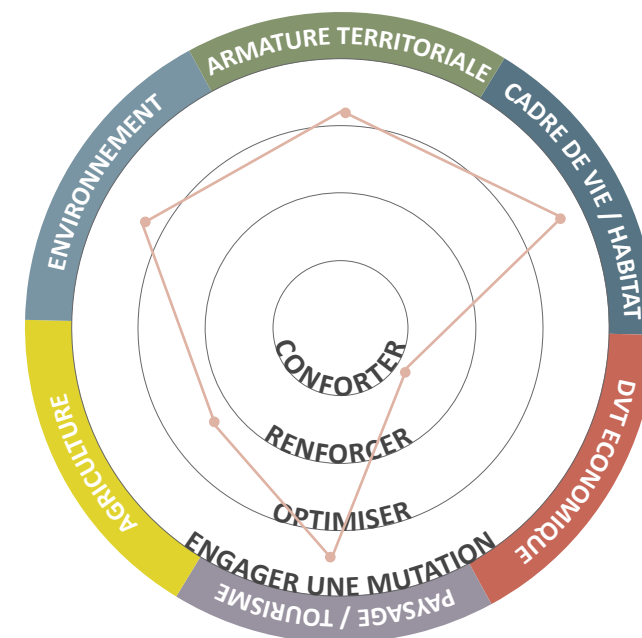 ARMATURE TERRITORIALE
CADRE DE VIE / HABITAT
DVT ECONOMIQUE
PAYSAGE / TOURISME
AGRICULTURE
ENVIRONNEMENT
CONFORTER
RENFORCER
OPTIMISER
ENGAGER UNE MUTATION